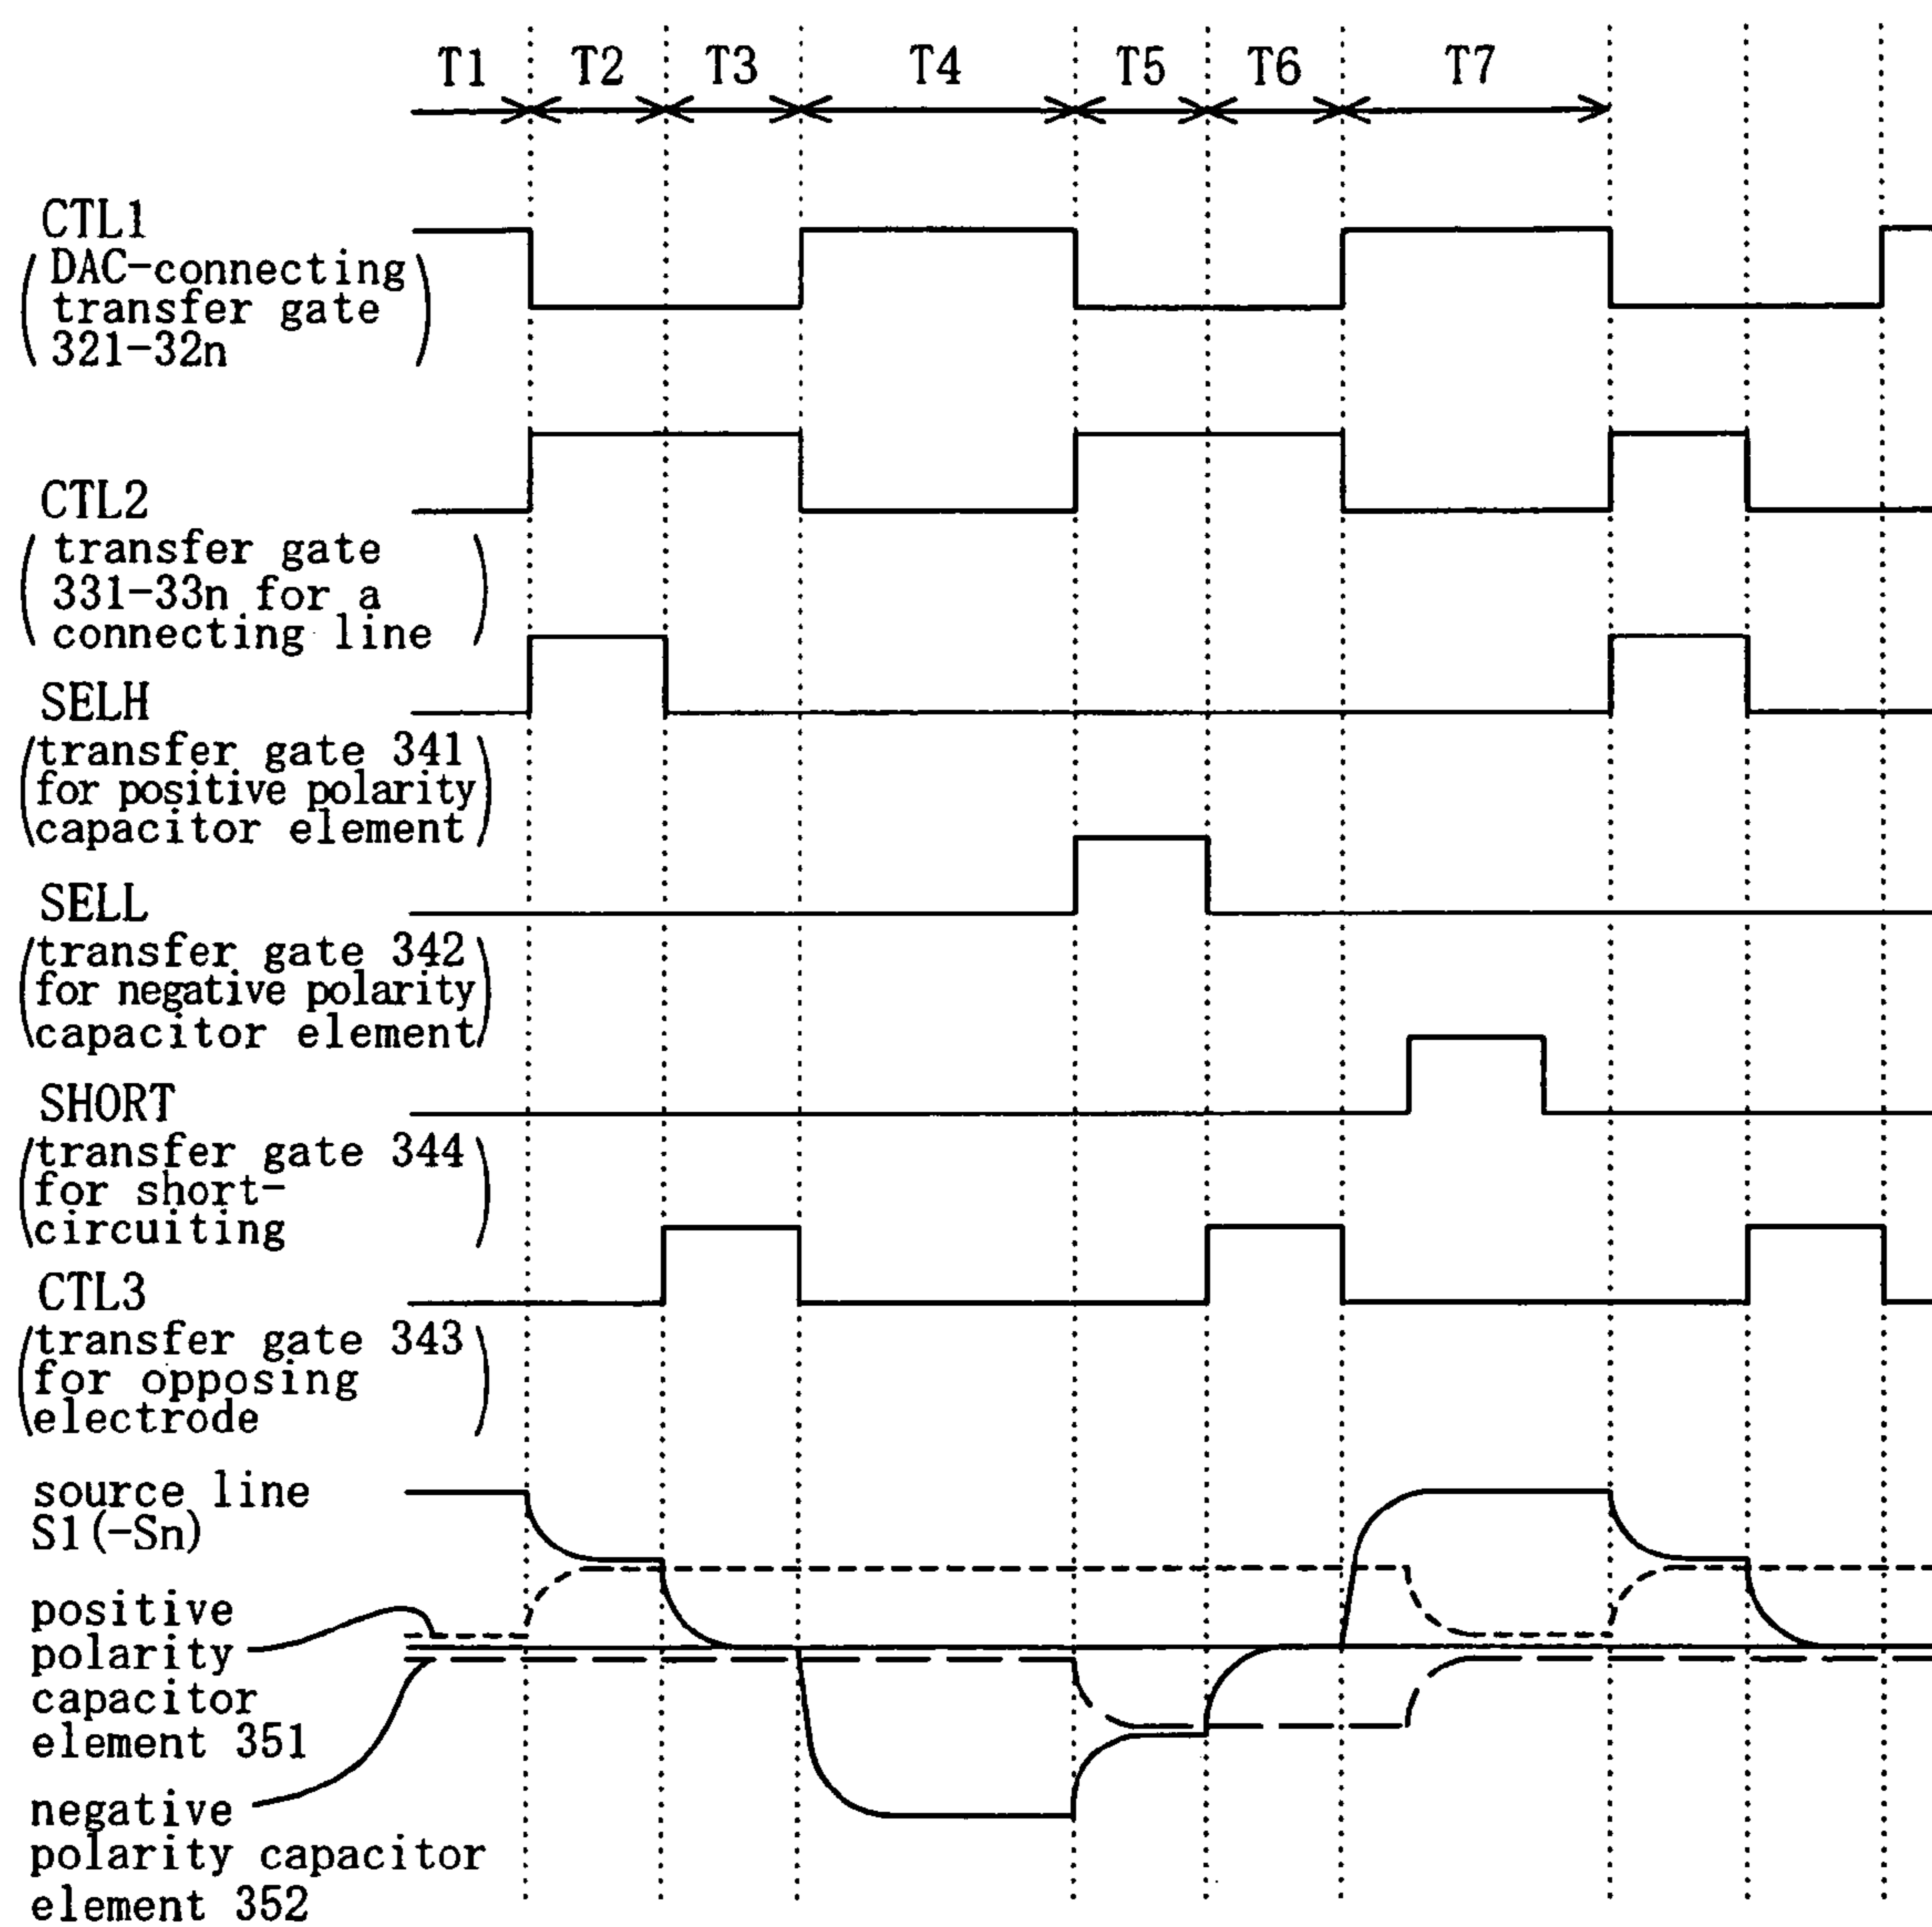 T1 T2 T3 T4 T5 T6 T7
CTL1
DAC-connecting
transfer gate
321-32n
CTL2
transfer gate
331-33n for a
connecting line
SELH
transfer gate 341
for positive polarity
capacitor element
SELL
transfer gate 342
for negative polarity
capacitor element
SHORT
transfer gate 344
for short-
circuiting
CTL3
transfer gate 343
for opposing
electrode
source line
S1(-Sn)
positive
polarity
capacitor
element 351
negative
polarity capacitor
element 352